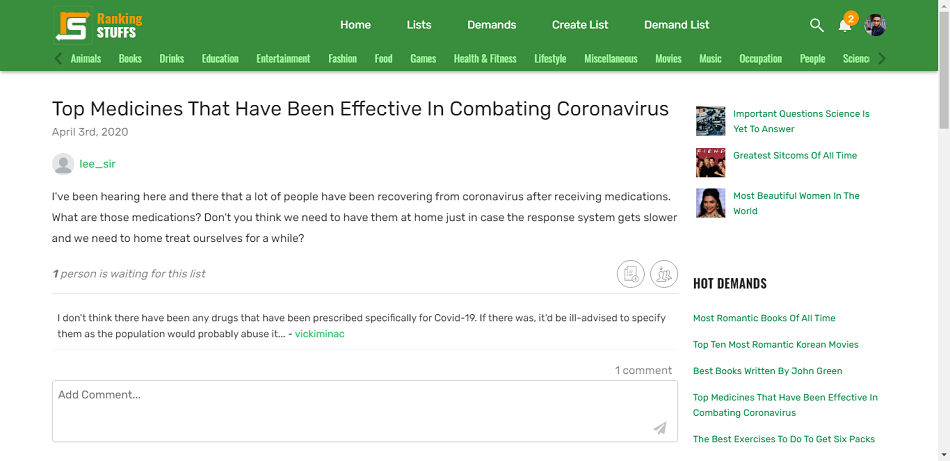 Ranking
STUFFS
Home Lists Demands Create List Demand List
2
Animals Books Drinks Education Entertainment Fashion Food Games Health & Fitness Lifestyle Miscellaneous Movies Music Occupation People Scienc
Top Medicines That Have Been Effective In Combating Coronavirus
April 3rd, 2020
lee_sir
I've been hearing here and there that a lot of people have been recovering from coronavirus after receiving medications.
What are those medications? Don't you think we need to have them at home just in case the response system gets slower
and we need to home treat ourselves for a while?
1 person is waiting for this list
I don't think there have been any drugs that have been prescribed specifically for Covid-19. If there was, it'd be ill-advised to specify
them as the population would probably abuse it... - vickiminac
1 comment
Add Comment...
Important Questions Science Is
Yet To Answer
Greatest Sitcoms Of All Time
Most Beautiful Women In The
World
HOT DEMANDS
Most Romantic Books Of All Time
Top Ten Most Romantic Korean Movies
Best Books Written By John Green
Top Medicines That Have Been Effective In
Combating Coronavirus
The Best Exercises To Do To Get Six Packs